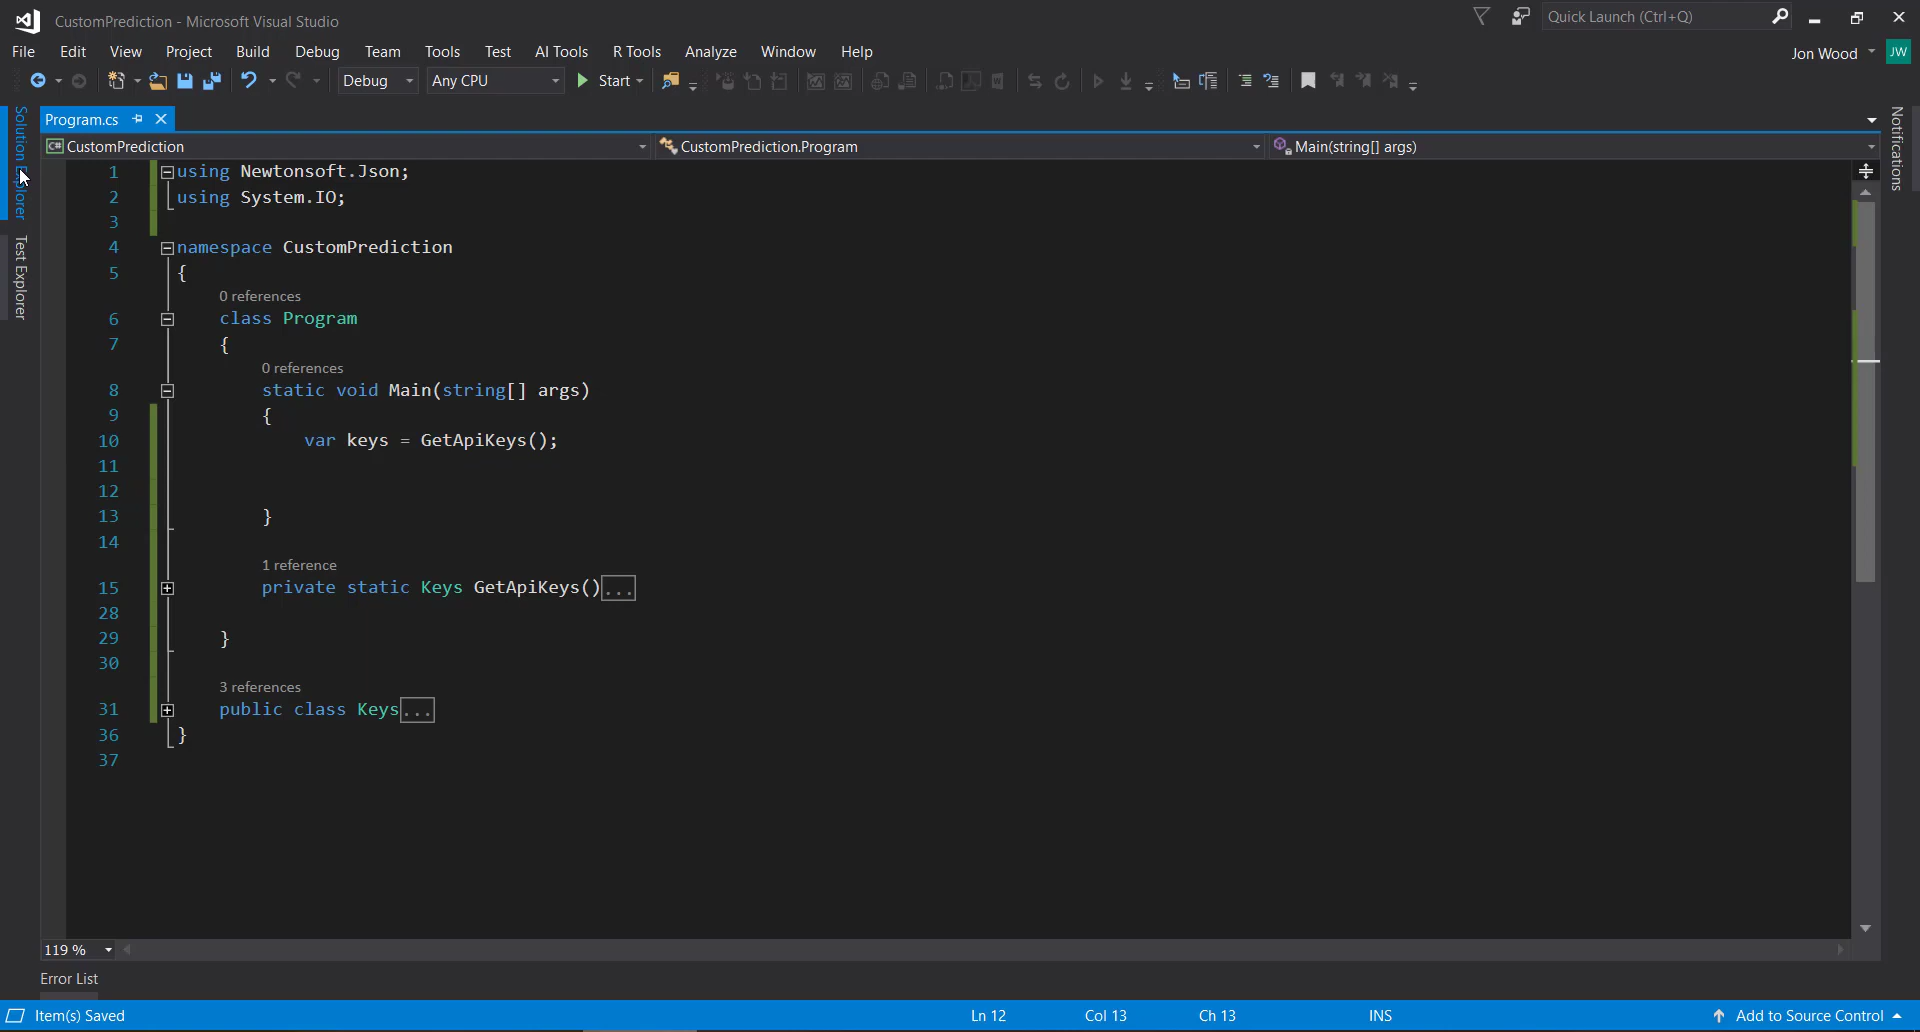 CustomPrediction - Microsoft Visual Studio
Quick Launch (Ctrl+Q)
File Edit View Project Build Debug Team Tools Test AI Tools R Tools Analyze Window Help
Jon Wood JW
Debug Any CPU Start
Solution Explorer
Test Explorer
Notifications
Program.cs
C# CustomPrediction CustomPrediction.Program Main(string[] args)
1 using Newtonsoft.Json;
2 using System.IO;
3
4 namespace CustomPrediction
5 {
0 references
6 class Program
7 {
0 references
8 static void Main(string[] args)
9 {
10 var keys = GetApiKeys();
11
12
13 }
14
1 reference
15 private static Keys GetApiKeys()...
28
29 }
30
3 references
31 public class Keys...
36 }
37
119 %
Error List
Item(s) Saved Ln 12 Col 13 Ch 13 INS Add to Source Control